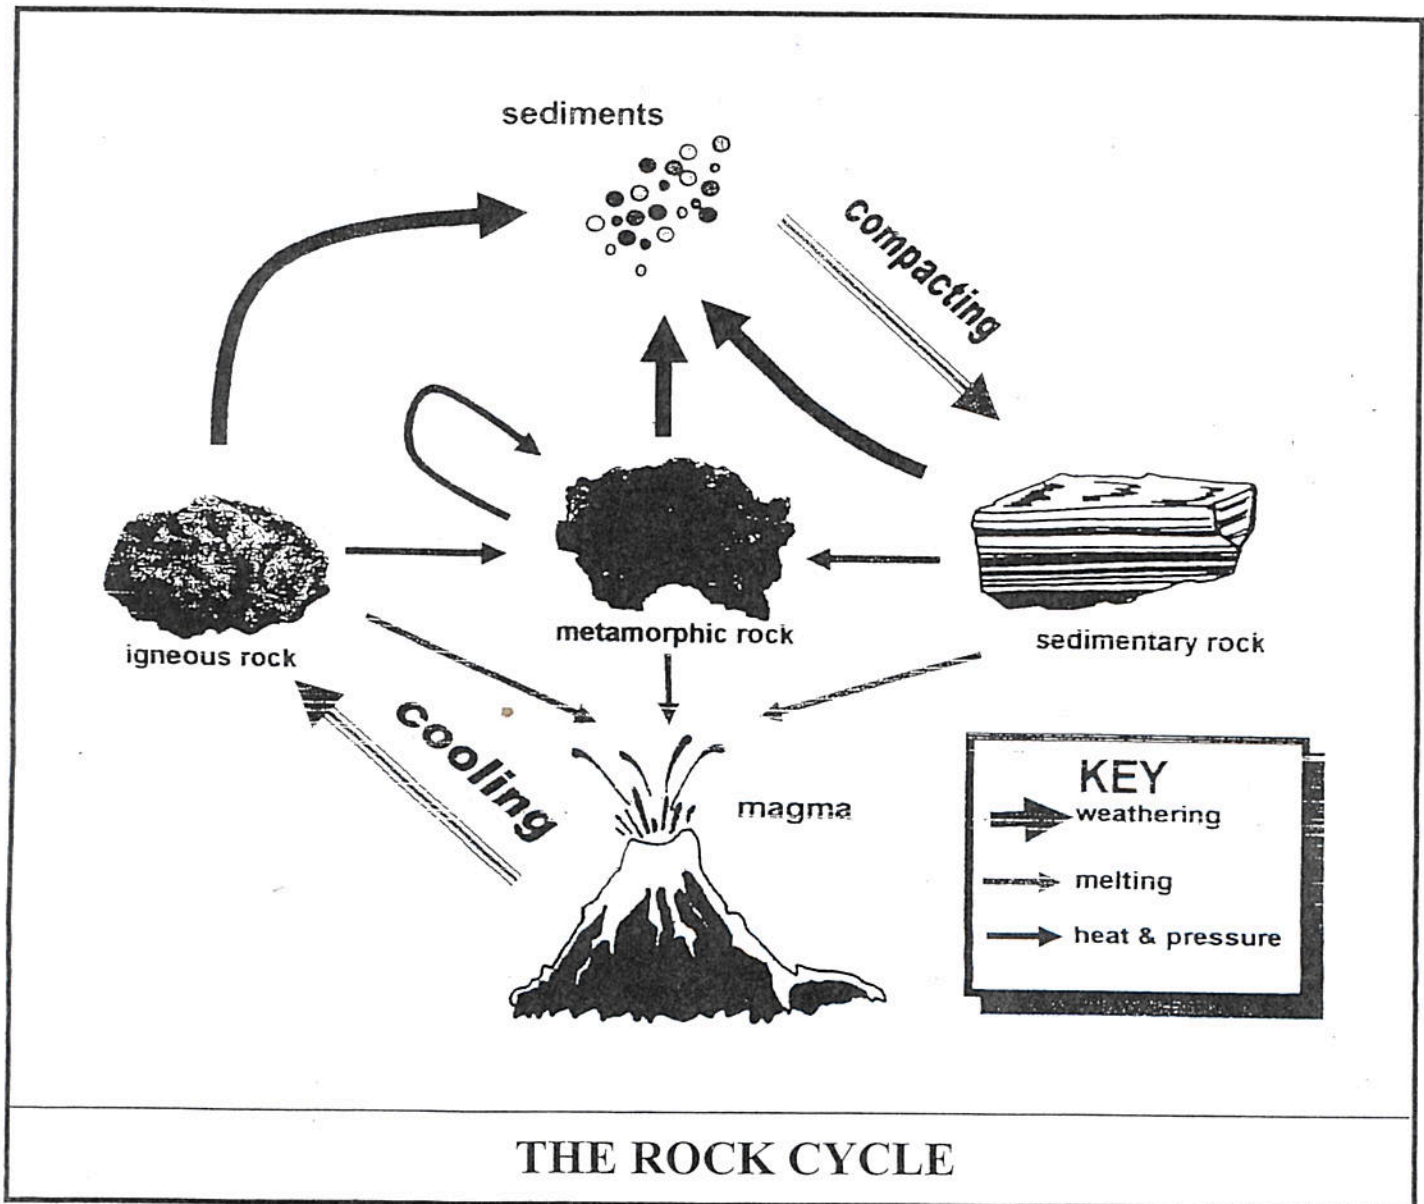 sediments
compacting
metamorphic rock
sedimentary rock
igneous rock
cooling
magma
KEY
weathering
melting
heat & pressure
THE ROCK CYCLE